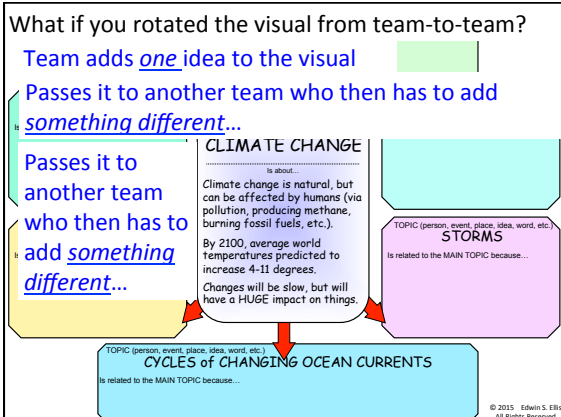 What if you rotated the visual from team-to-team?
Team adds one idea to the visual
Passes it to another team who then has to add
something different...
Is
CLIMATE CHANGE
Is about...
Climate change is natural, but
can be affected by humans (via
pollution, producing methane,
burning fossil fuels, etc.).
By 2100, average world
temperatures predicted to
increase 4-11 degrees.
Changes will be slow, but will
have a HUGE impact on things.
Passes it to
another team
who then has to
add something
different...
TOPIC (person, event, place, idea, word, etc.)
STORMS
Is related to the MAIN TOPIC because...
TOPIC (person, event, place, idea, word, etc.)
CYCLES of CHANGING OCEAN CURRENTS
Is related to the MAIN TOPIC because...
© 2015 Edwin S. Ellis
All Rights Reserved